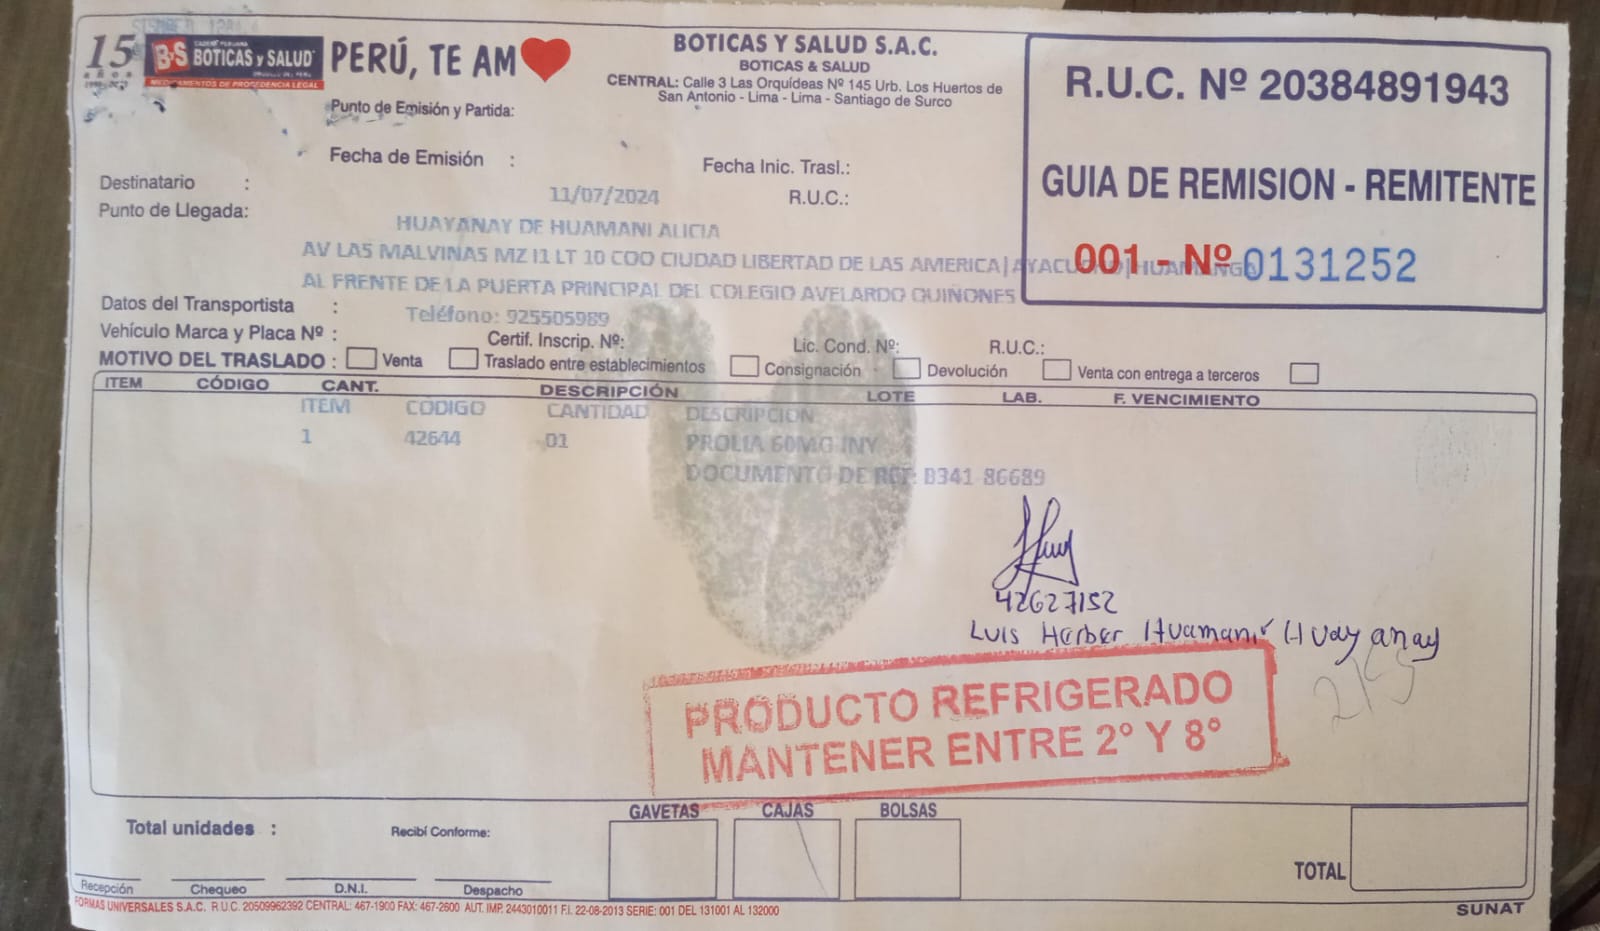 15 años
B·S BOTICAS y SALUD
MEDICAMENTOS DE PROCEDENCIA LEGAL
PERÚ, TE AM
BOTICAS Y SALUD S.A.C.
BOTICAS & SALUD
CENTRAL: Calle 3 Las Orquídeas Nº 145 Urb. Los Huertos de
San Antonio - Lima - Lima - Santiago de Surco
R.U.C. Nº 20384891943
GUIA DE REMISION - REMITENTE
001 - Nº 0131252
Punto de Emisión y Partida:
Fecha de Emisión :
Fecha Inic. Trasl.:
Destinatario :
11/07/2024
R.U.C.:
Punto de Llegada:
HUAYANAY DE HUAMANI ALICIA
AV LAS MALVINAS MZ I1 LT 10 COO CIUDAD LIBERTAD DE LAS AMERICA|AYACUCHO|HUAMANGA
AL FRENTE DE LA PUERTA PRINCIPAL DEL COLEGIO AVELARDO QUIÑONES
Datos del Transportista :
Teléfono: 925505989
Vehículo Marca y Placa Nº :
Certif. Inscrip. Nº:
Lic. Cond. Nº:
R.U.C.:
MOTIVO DEL TRASLADO : Venta Traslado entre establecimientos Consignación Devolución Venta con entrega a terceros
ITEM CÓDIGO CANT. DESCRIPCIÓN LOTE LAB. F. VENCIMIENTO
ITEM CODIGO CANTIDAD DESCRIPCION
1 42644 01 PROLIA 60MG INY
DOCUMENTO DE REF: B341 86689
42627152
Luis Herber Huamaní Huayanay
215
PRODUCTO REFRIGERADO
MANTENER ENTRE 2° Y 8°
GAVETAS CAJAS BOLSAS
Total unidades :
Recibí Conforme:
TOTAL
Recepción Chequeo D.N.I. Despacho
FORMAS UNIVERSALES S.A.C. R.U.C. 20509962392 CENTRAL: 467-1900 FAX: 467-2600 AUT. IMP. 2443010011 F.I. 22-08-2013 SERIE: 001 DEL 131001 AL 132000
SUNAT